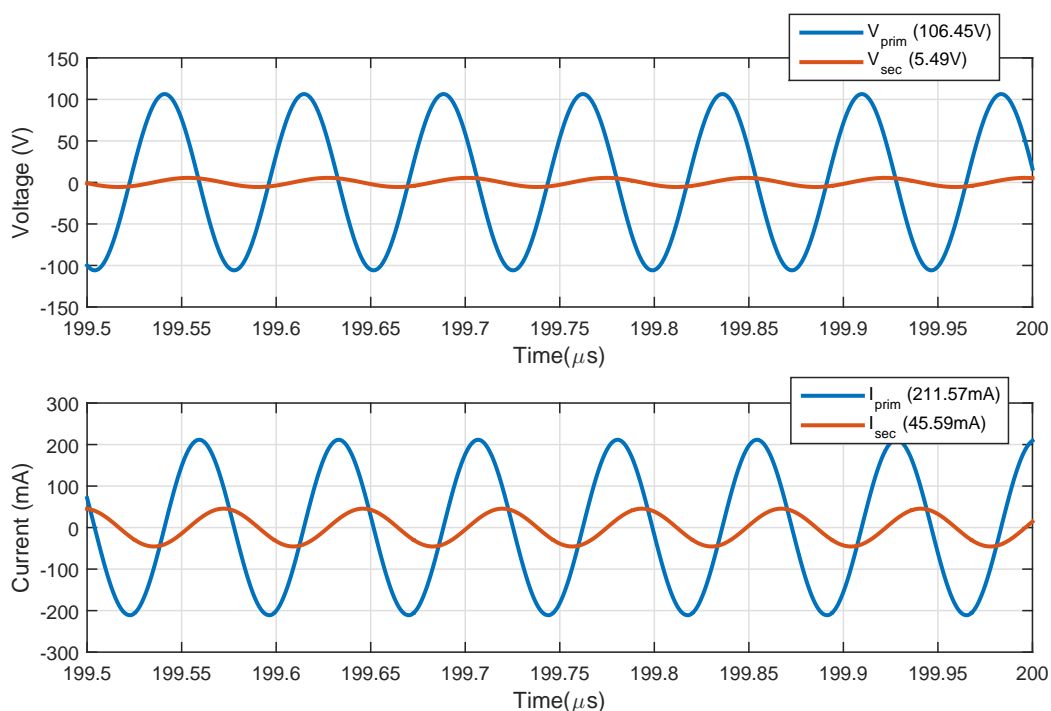 V_prim (106.45V)
V_sec (5.49V)
150
100
50
0
-50
-100
-150
Voltage (V)
199.5 199.55 199.6 199.65 199.7 199.75 199.8 199.85 199.9 199.95 200
Time(μs)
I_prim (211.57mA)
I_sec (45.59mA)
300
200
100
0
-100
-200
-300
Current (mA)
199.5 199.55 199.6 199.65 199.7 199.75 199.8 199.85 199.9 199.95 200
Time(μs)